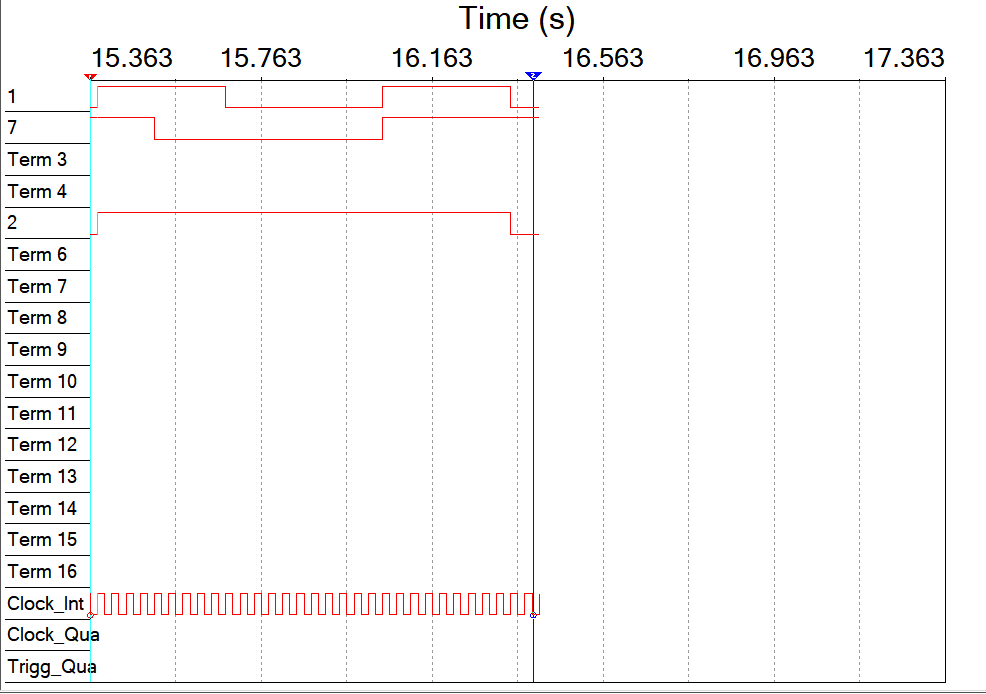 Time (s)
15.363 15.763 16.163 16.563 16.963 17.363
1
7
Term 3
Term 4
2
Term 6
Term 7
Term 8
Term 9
Term 10
Term 11
Term 12
Term 13
Term 14
Term 15
Term 16
Clock_Int
Clock_Qua
Trigg_Qua